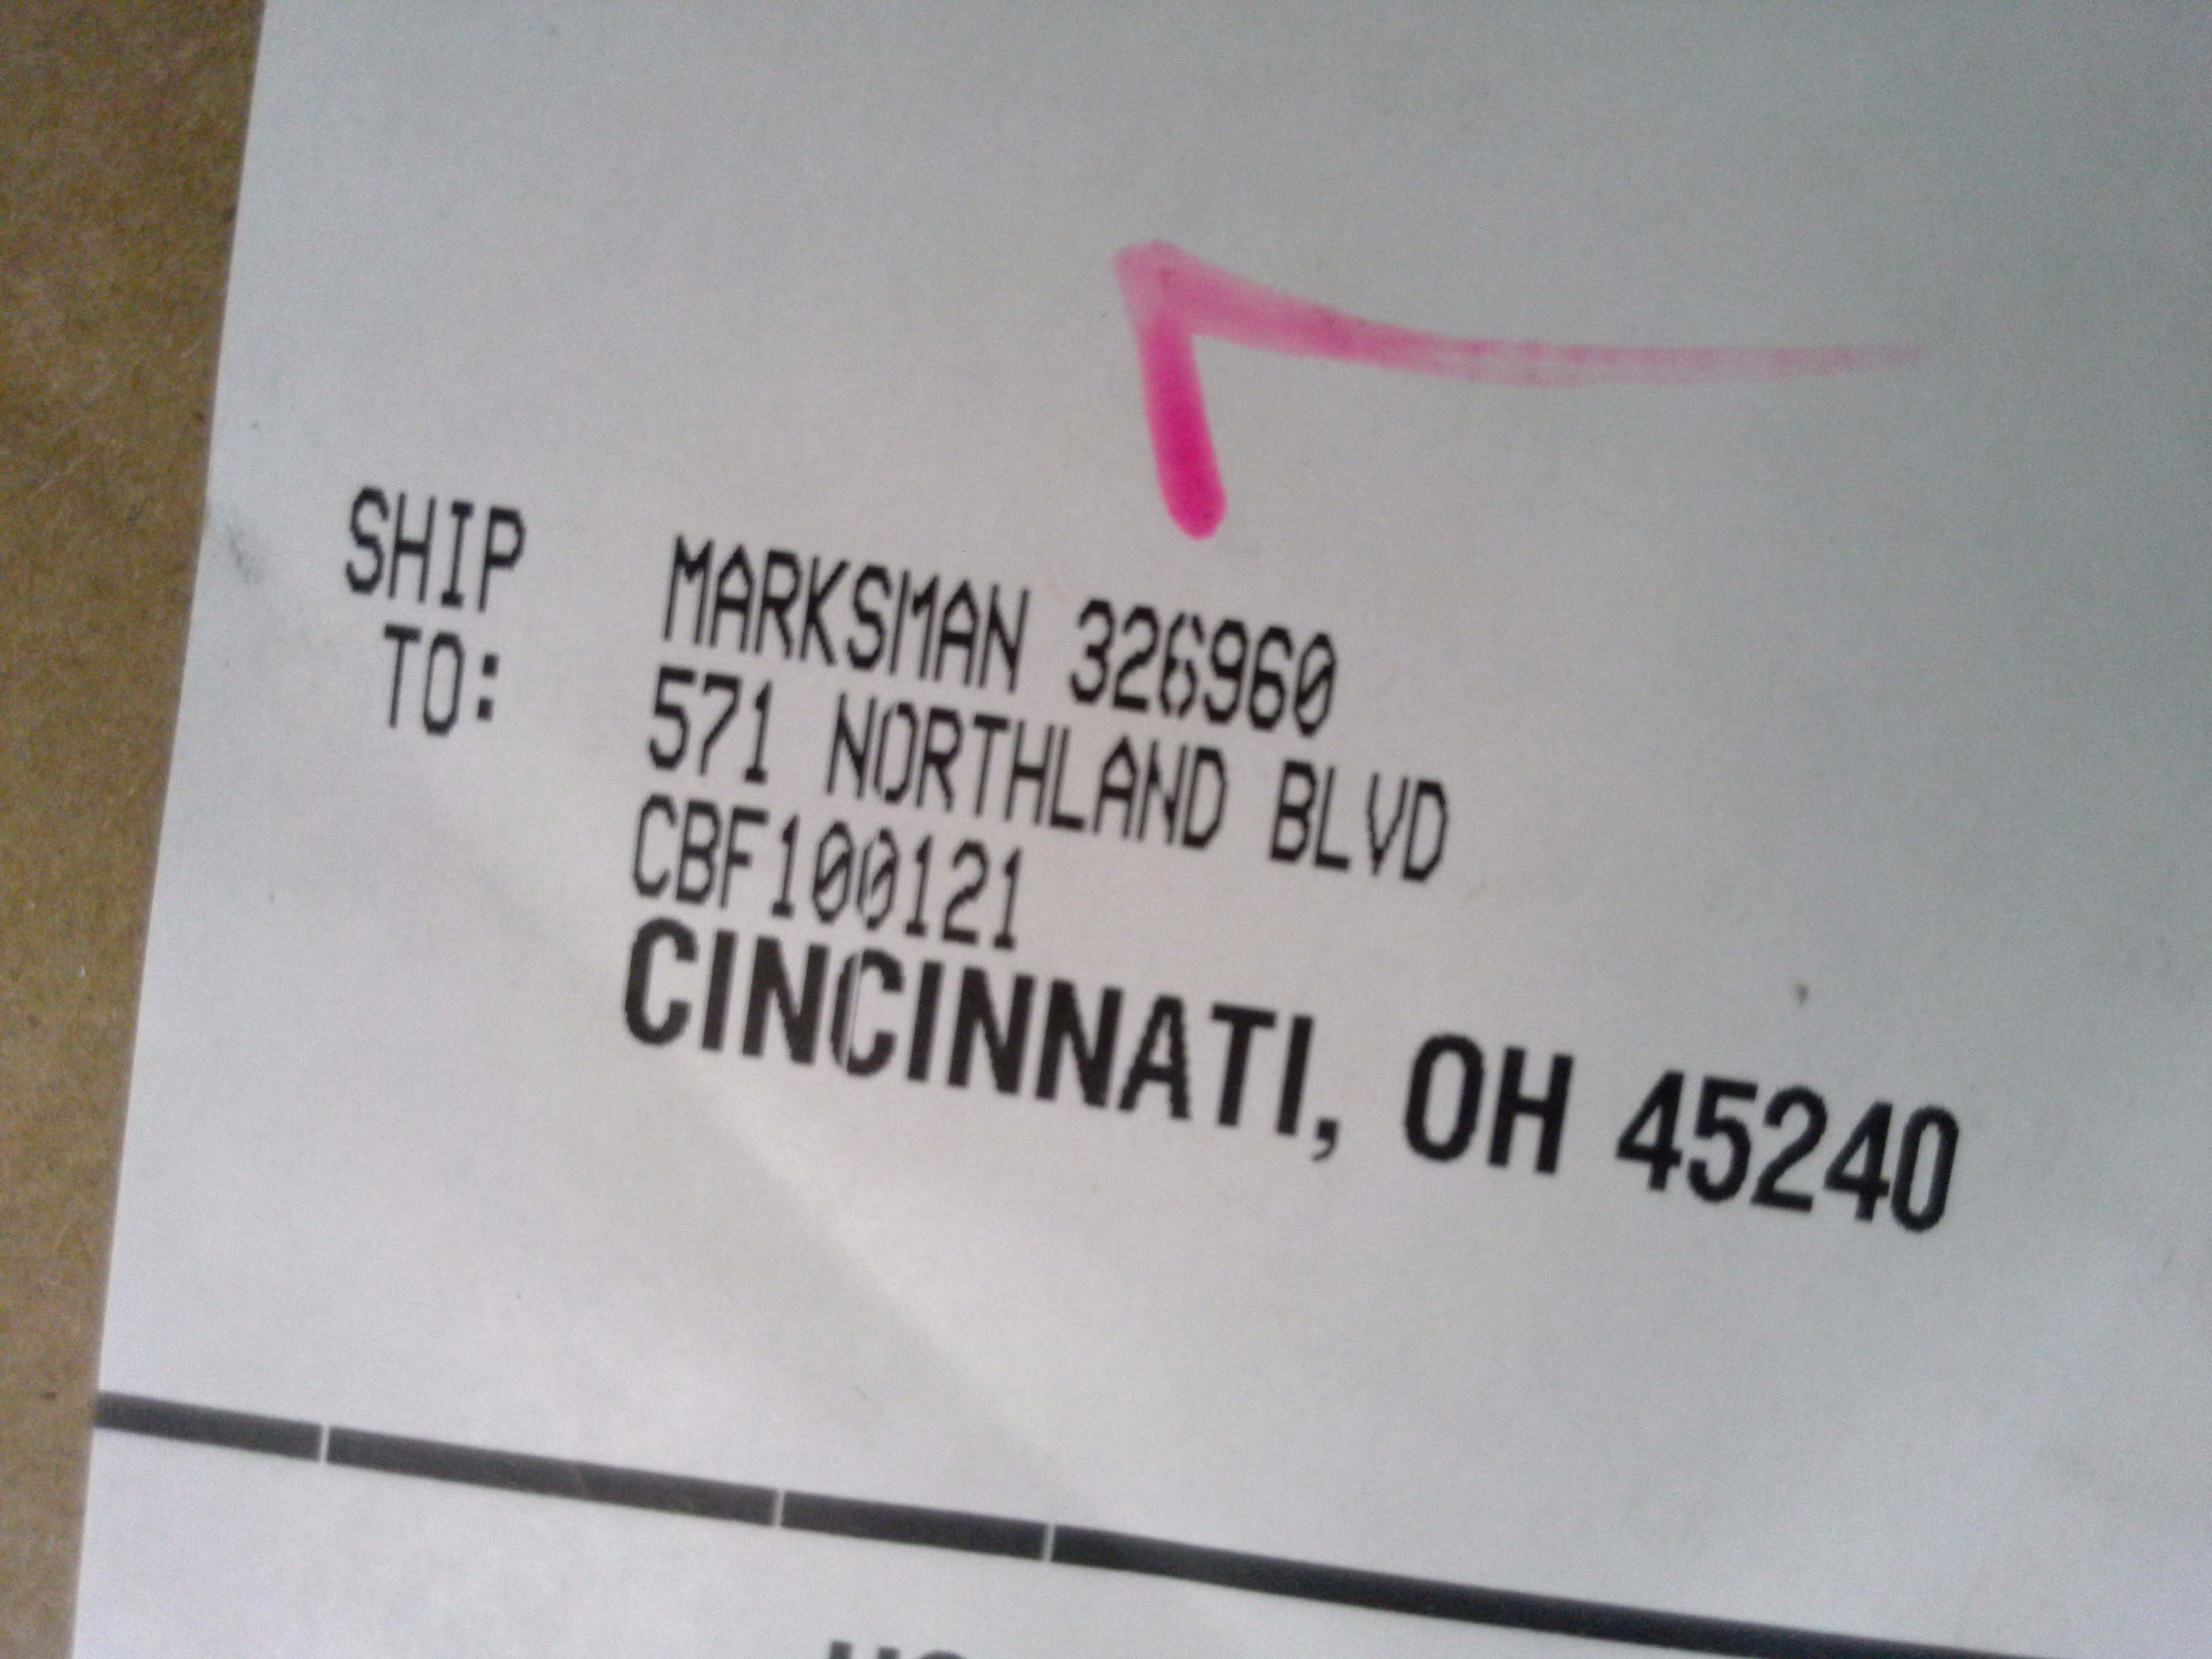 SHIP TO:
MARKSMAN 326960
571 NORTHLAND BLVD
CBF100121
CINCINNATI, OH 45240